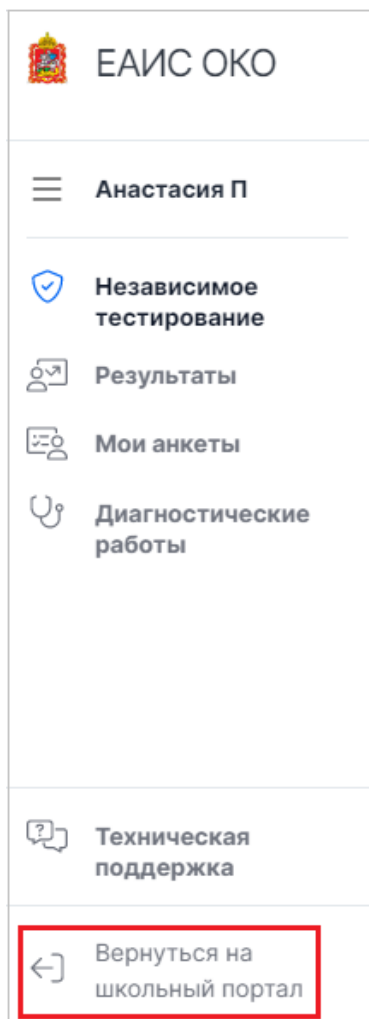 ЕАИС ОКО
Анастасия П
Независимое
тестирование
Результаты
Мои анкеты
Диагностические
работы
Техническая
поддержка
Вернуться на
школьный портал